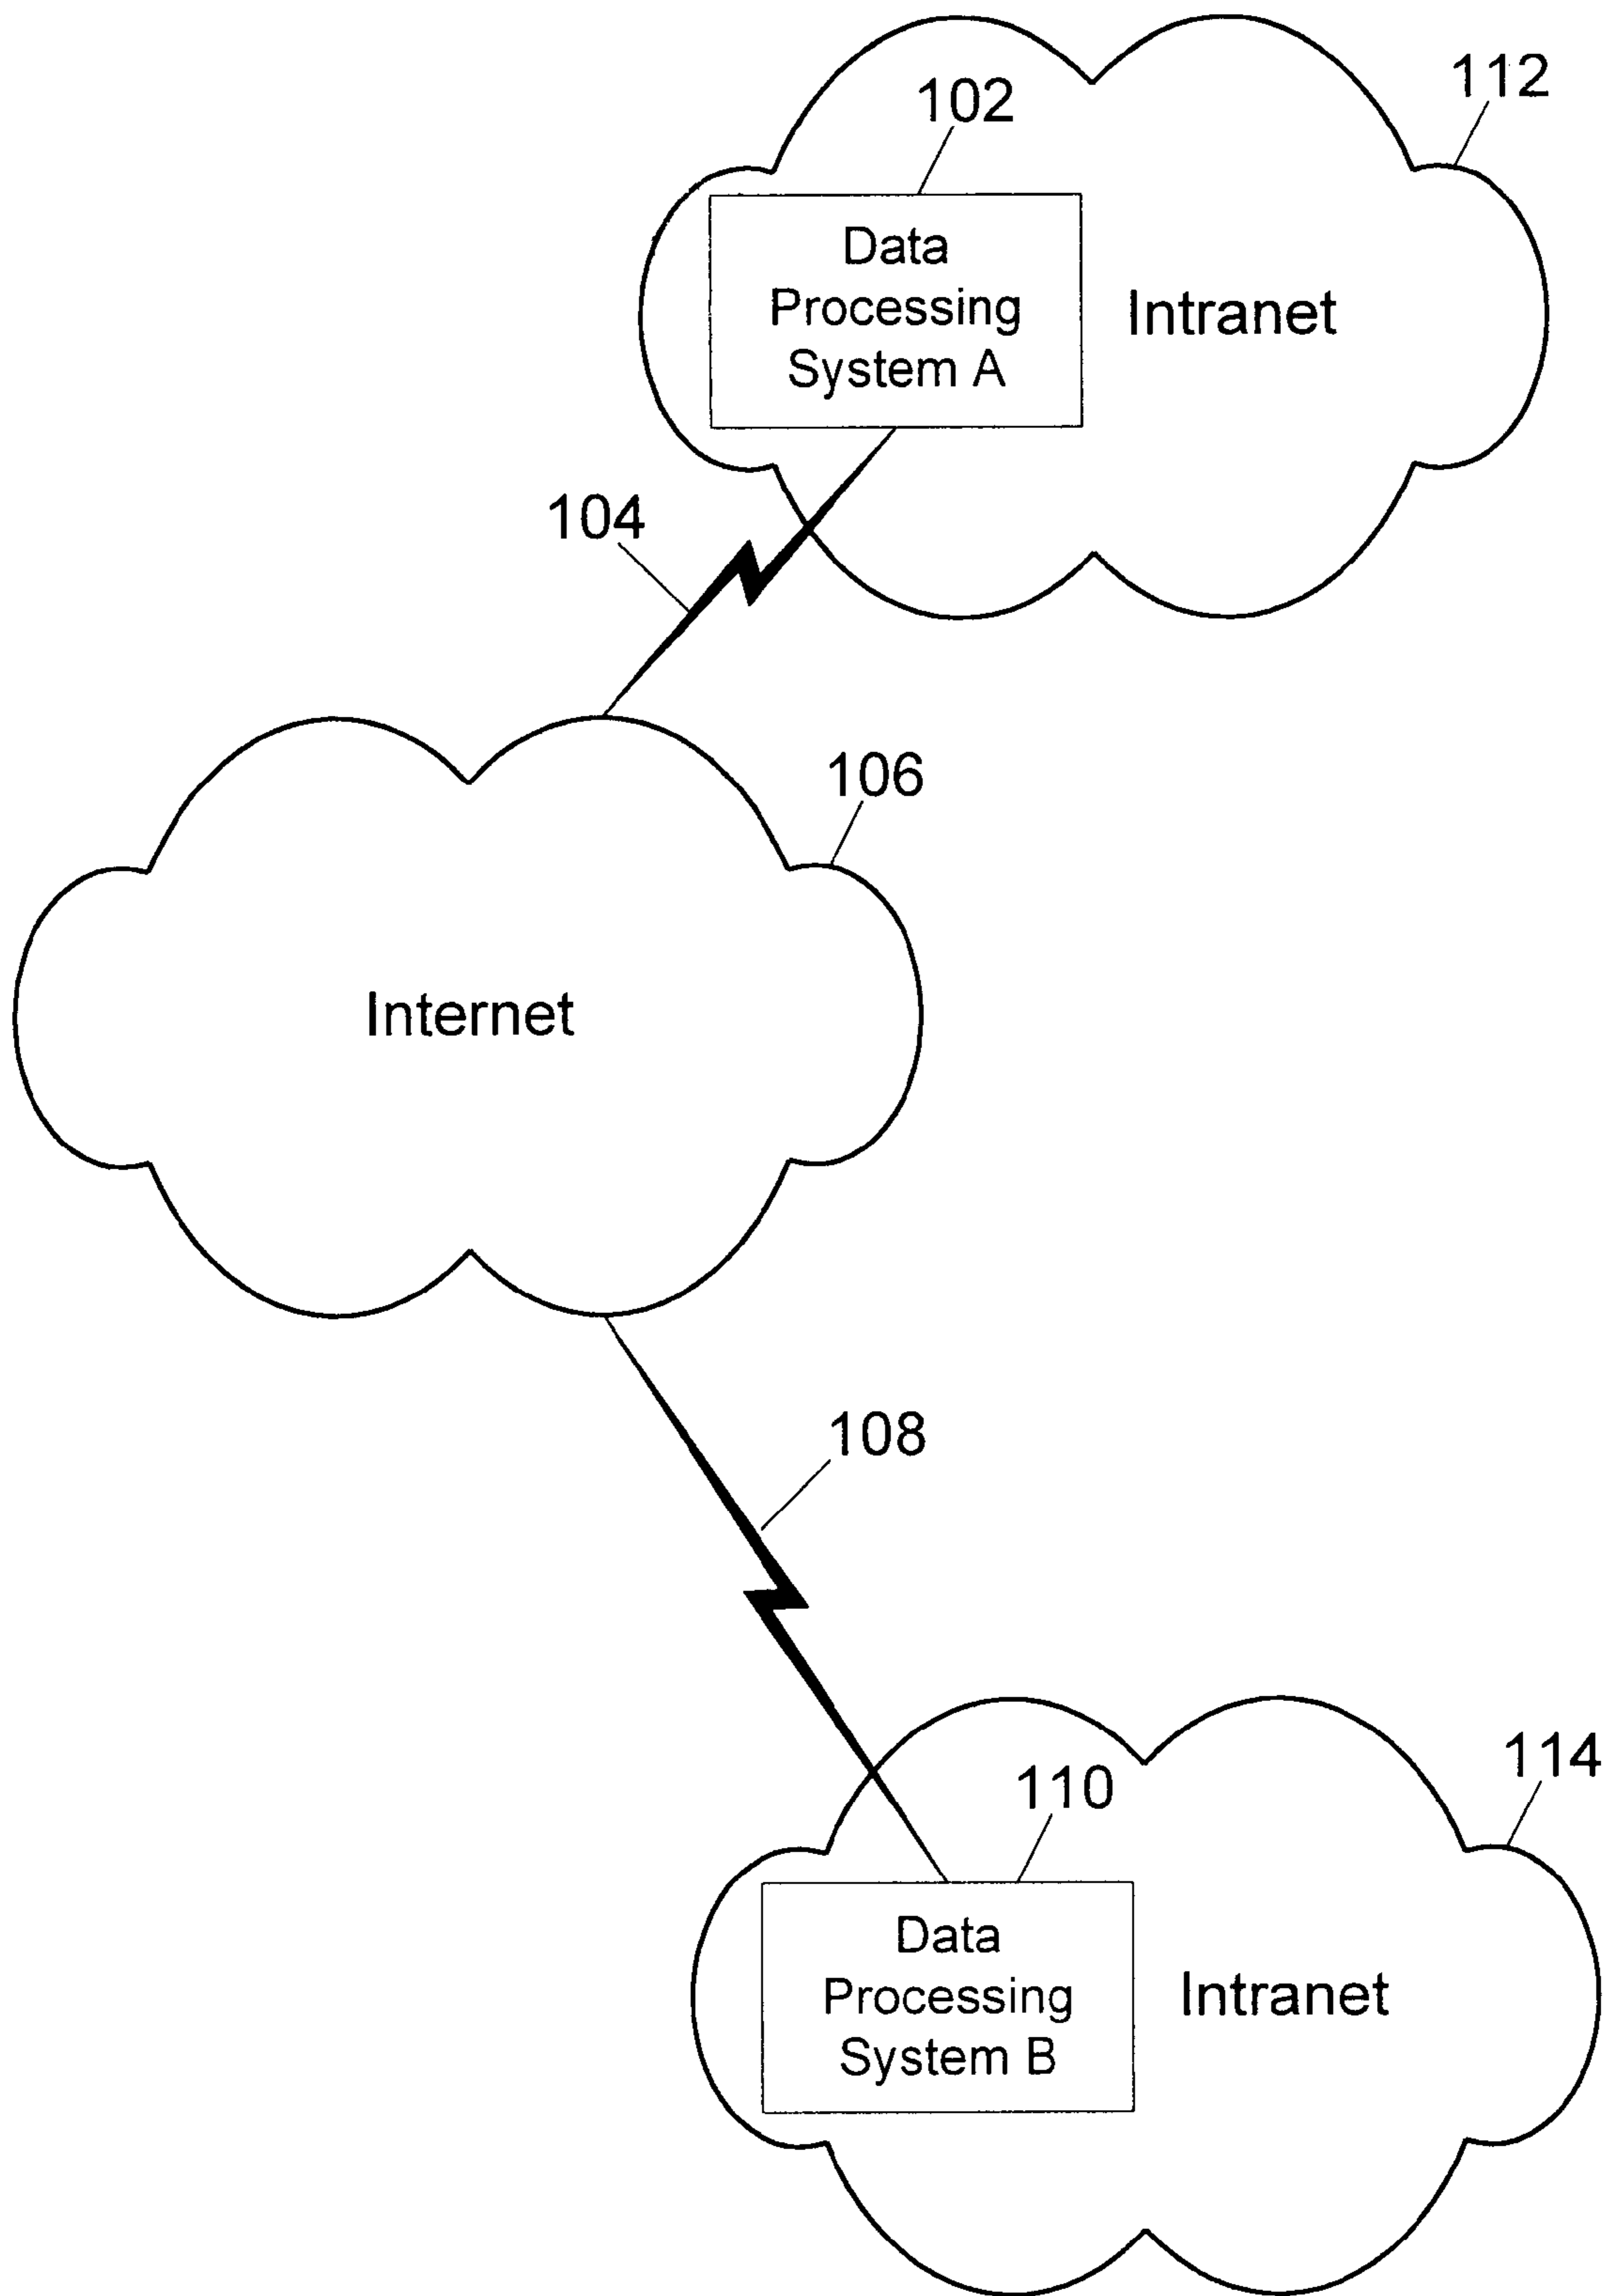 112
102
Data
Processing
System A
Intranet
104
106
Internet
108
114
110
Data
Processing
System B
Intranet